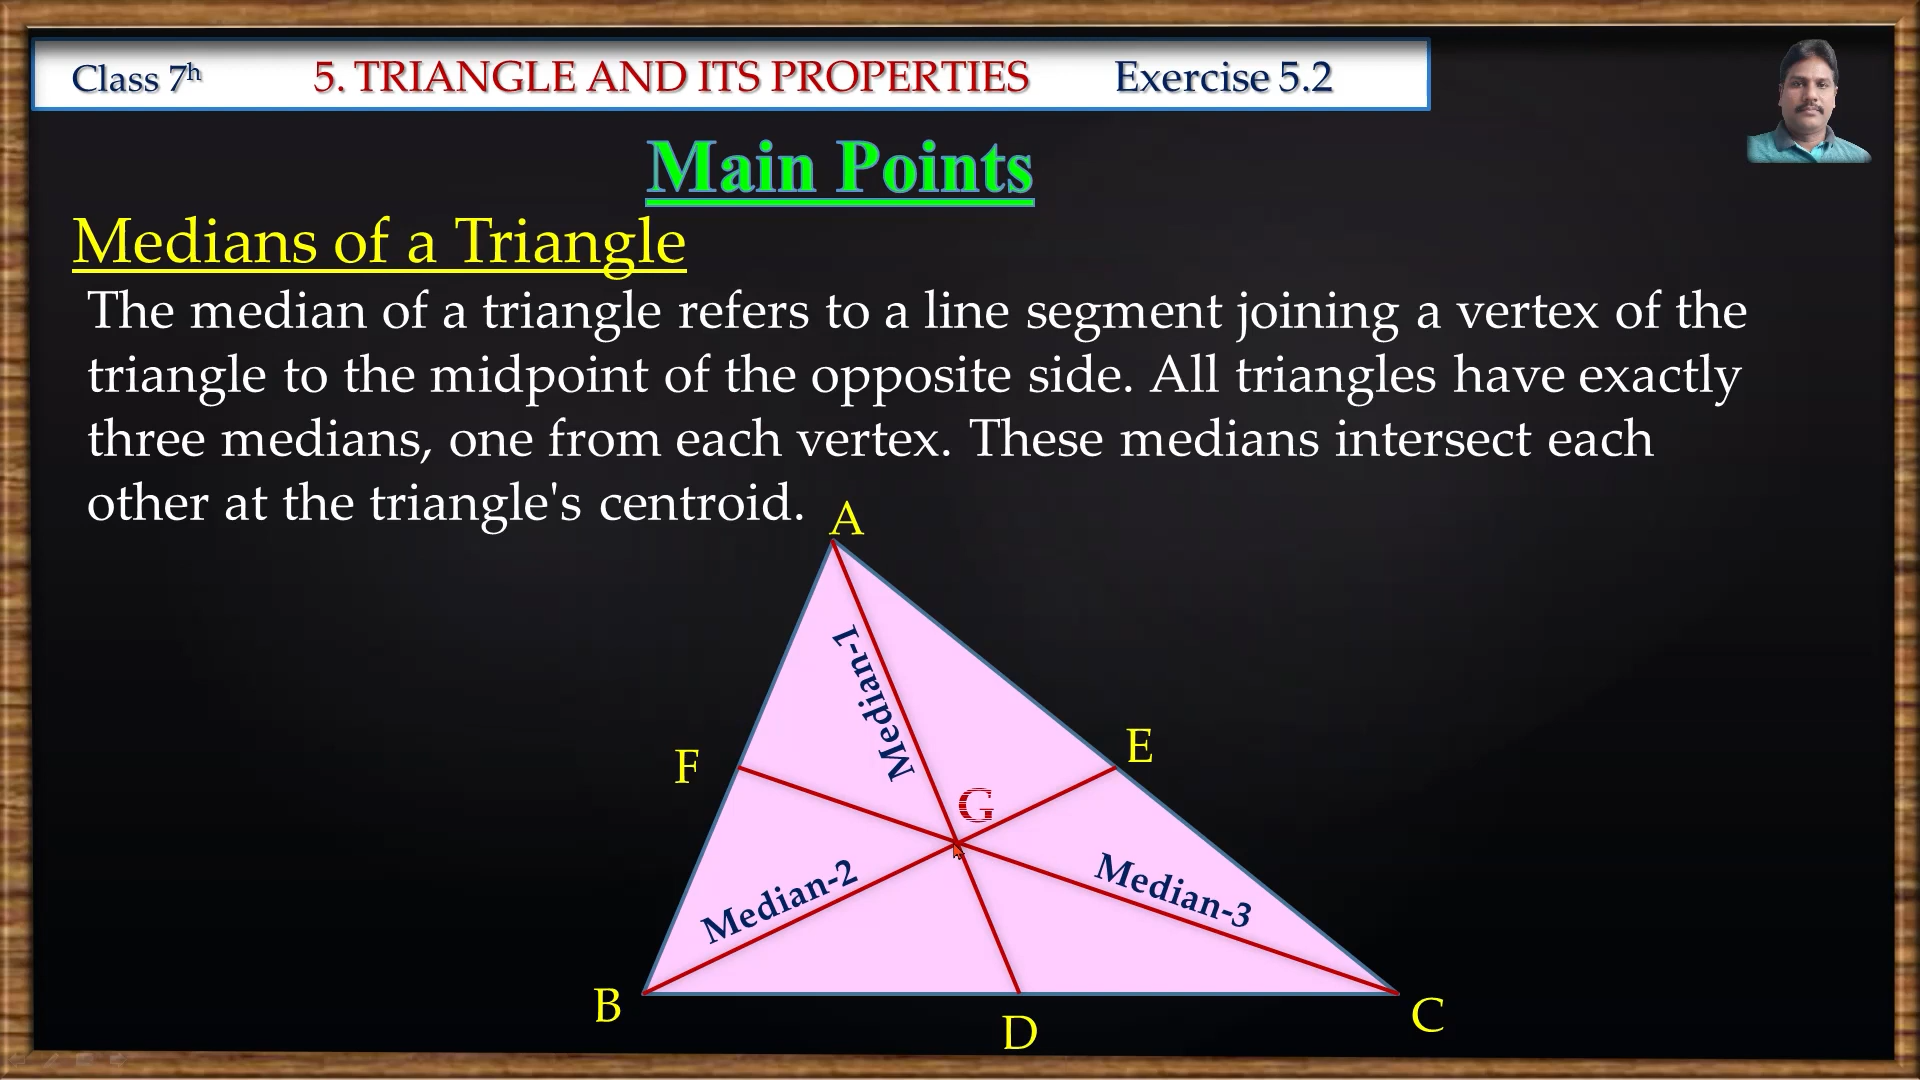 Class 7h 5. TRIANGLE AND ITS PROPERTIES Exercise 5.2
Main Points
Medians of a Triangle
The median of a triangle refers to a line segment joining a vertex of the
triangle to the midpoint of the opposite side. All triangles have exactly
three medians, one from each vertex. These medians intersect each
other at the triangle's centroid.
A
Median-1
F
E
G
Median-2
Median-3
B
D
C